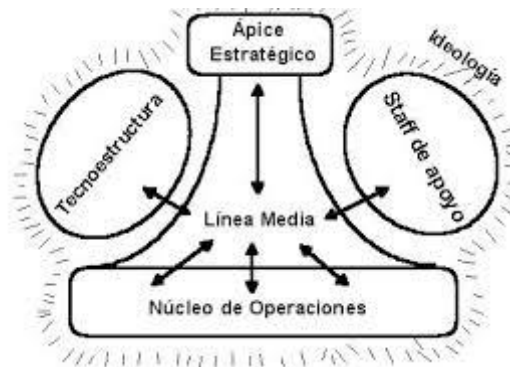 Ápice
Estratégico
Ideología
Tecnoestructura
Staff de apoyo
Línea Media
Núcleo de Operaciones